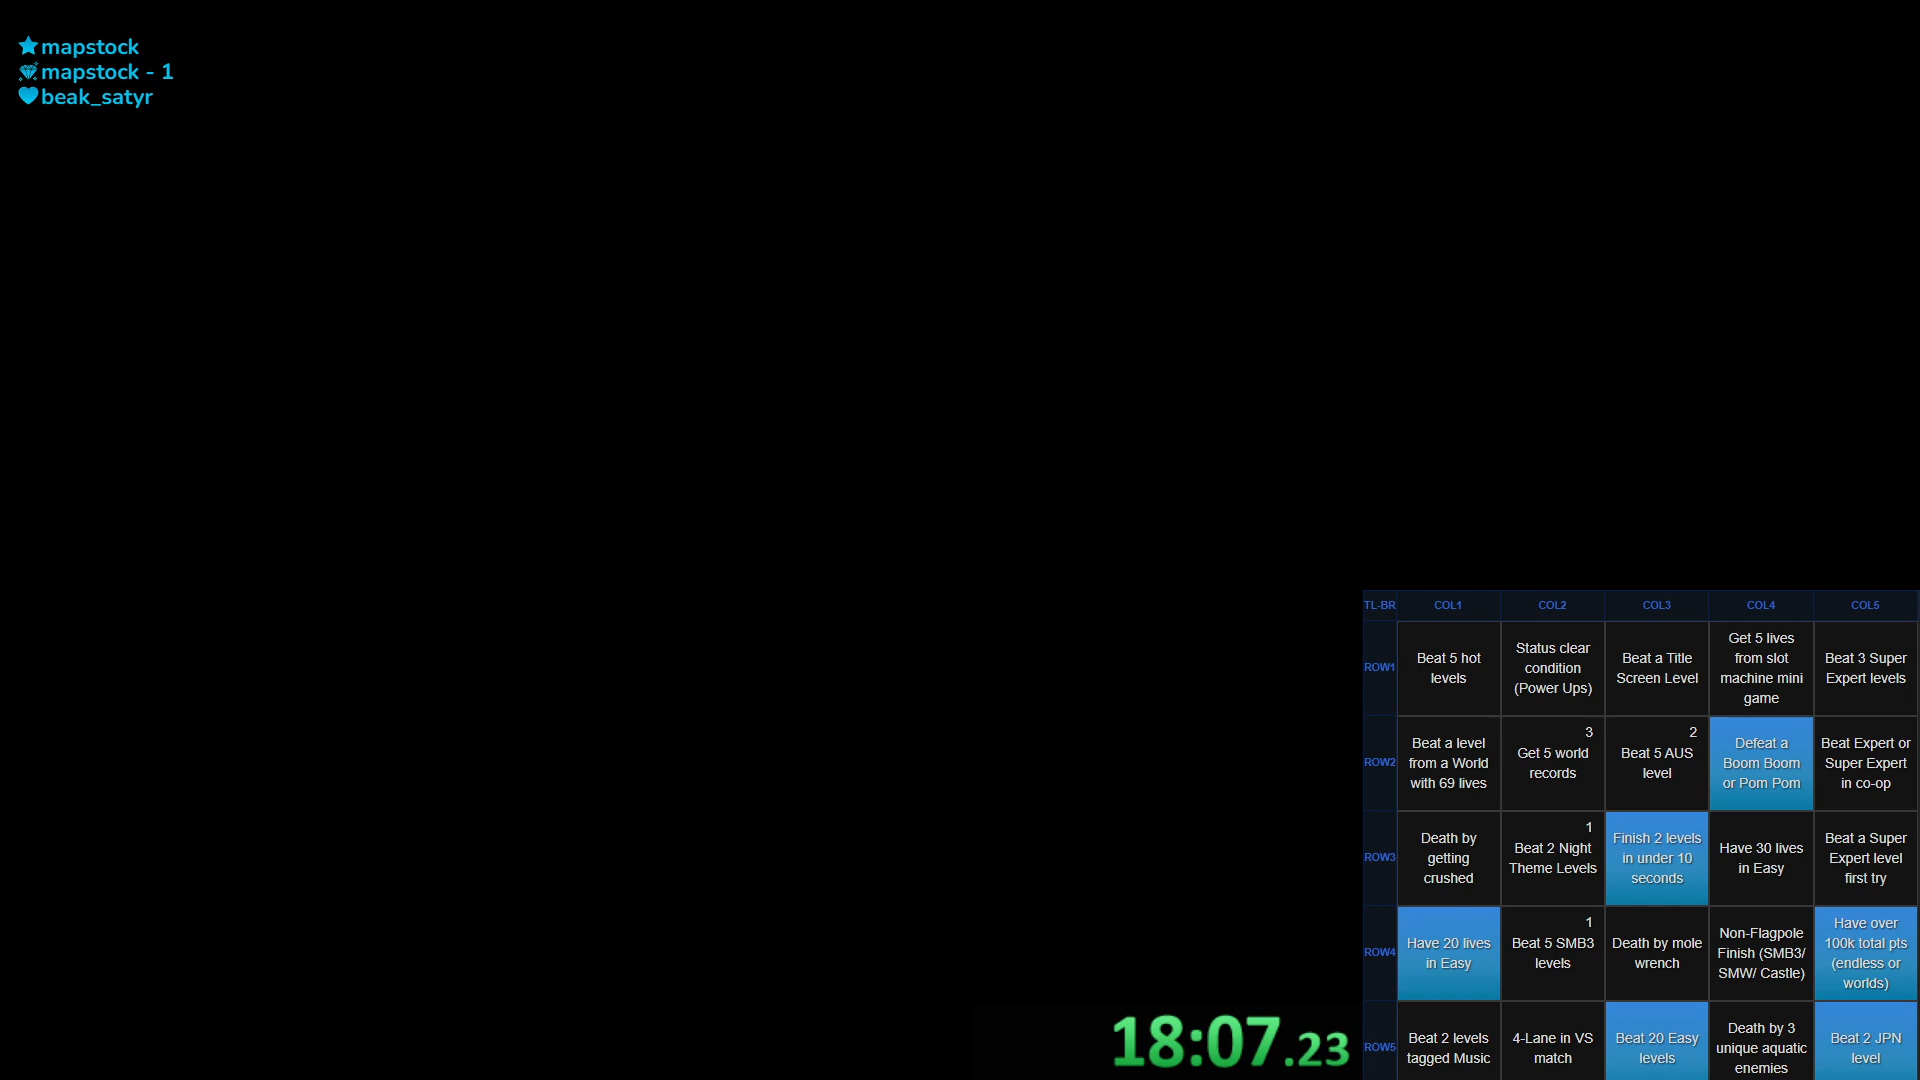 mapstock
mapstock - 1
beak_satyr
TL-BR COL1 COL2 COL3 COL4 COL5
ROW1
Beat 5 hot
levels
Status clear
condition
(Power Ups)
Beat a Title
Screen Level
Get 5 lives
from slot
machine mini
game
Beat 3 Super
Expert levels
ROW2
Beat a level
from a World
with 69 lives
3
Get 5 world
records
2
Beat 5 AUS
level
Defeat a
Boom Boom
or Pom Pom
Beat Expert or
Super Expert
in co-op
ROW3
Death by
getting
crushed
1
Beat 2 Night
Theme Levels
Finish 2 levels
in under 10
seconds
Have 30 lives
in Easy
Beat a Super
Expert level
first try
ROW4
Have 20 lives
in Easy
1
Beat 5 SMB3
levels
Death by mole
wrench
Non-Flagpole
Finish (SMB3/
SMW/ Castle)
Have over
100k total pts
(endless or
worlds)
ROW5
Beat 2 levels
tagged Music
4-Lane in VS
match
Beat 20 Easy
levels
Death by 3
unique aquatic
enemies
Beat 2 JPN
level
18:07.23